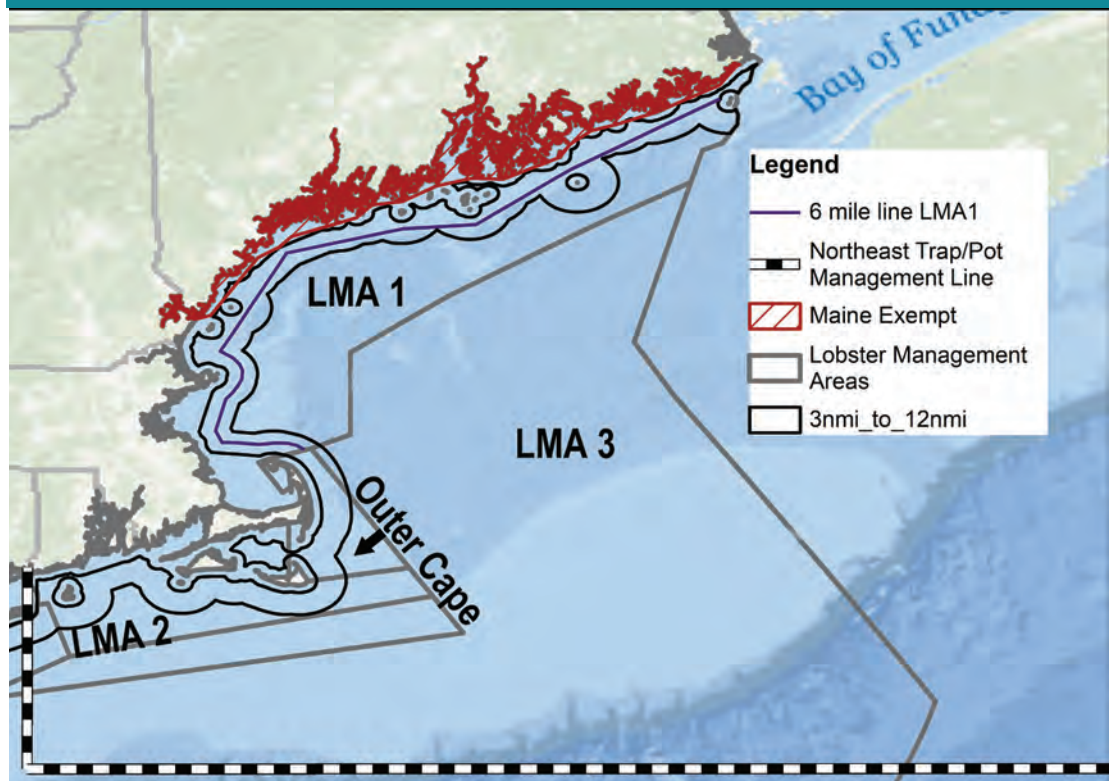 Bay of Fundy
Legend
6 mile line LMA1
Northeast Trap/Pot
Management Line
Maine Exempt
Lobster Management
Areas
3nmi_to_12nmi
LMA 1
LMA 3
Outer Cape
LMA 2